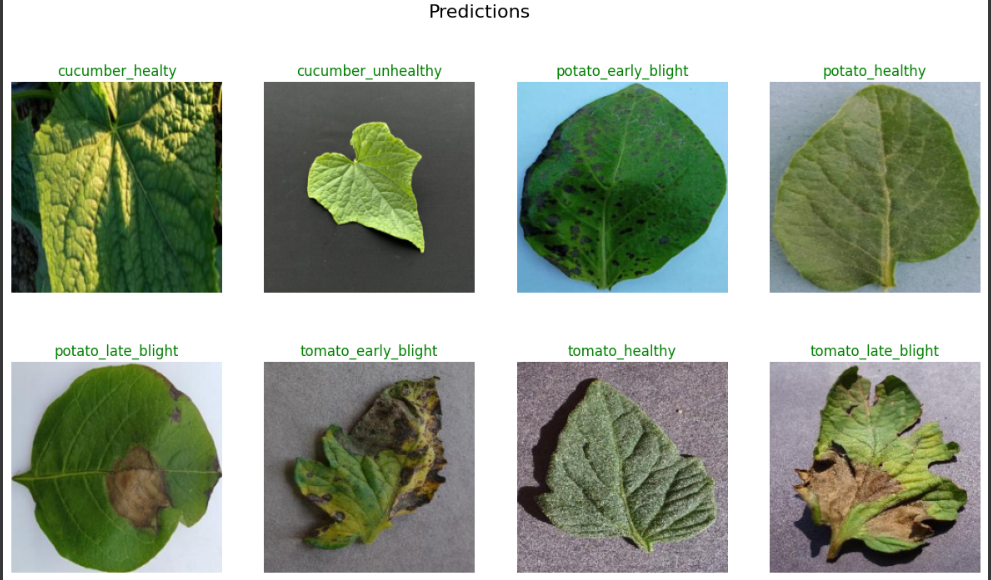 Predictions
cucumber_healty
cucumber_unhealthy
potato_early_blight
potato_healthy
potato_late_blight
tomato_early_blight
tomato_healthy
tomato_late_blight